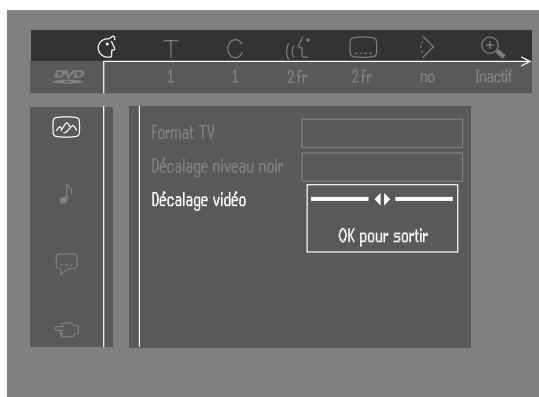 T C
DVD 1 1 2 Fr 2 Fr no Inactif
Format TV
Décalage niveau noir
Décalage vidéo
OK pour sortir